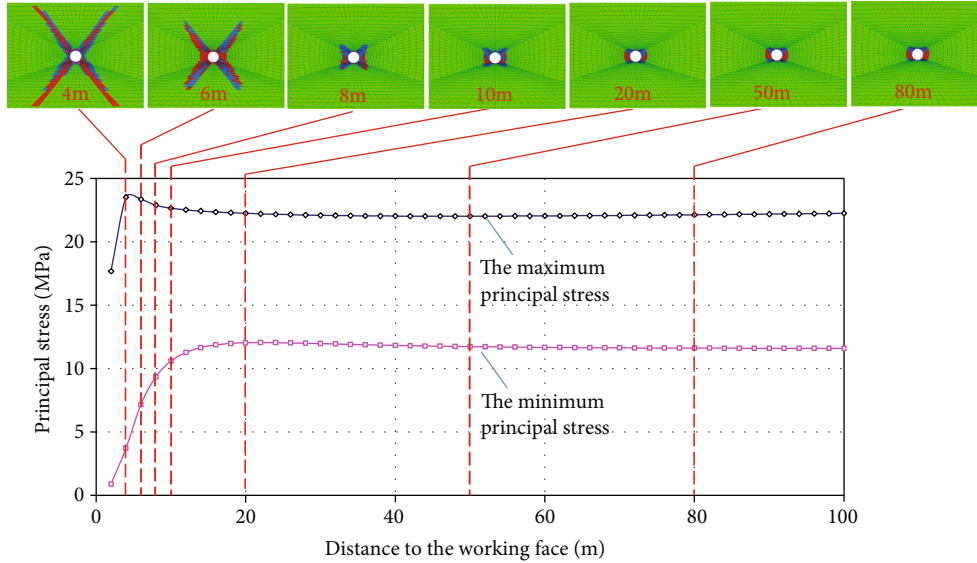 4m
6m
8m
10m
20m
50m
80m
25
20
15
10
5
0
Principal stress (MPa)
The maximum
principal stress
The minimum
principal stress
0
20
40
60
80
100
Distance to the working face (m)